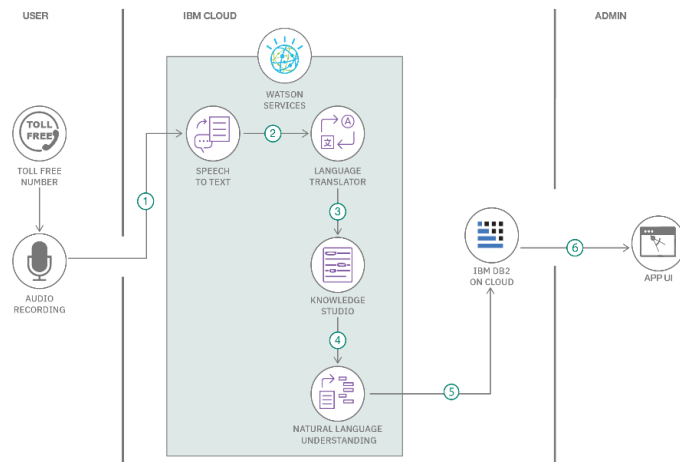 USER
IBM CLOUD
ADMIN
WATSON
SERVICES
TOLL
FREE
TOLL FREE
NUMBER
SPEECH
TO TEXT
2
A
文
LANGUAGE
TRANSLATOR
1
3
AUDIO
RECORDING
KNOWLEDGE
STUDIO
IBM DB2
ON CLOUD
6
APP UI
4
NATURAL LANGUAGE
UNDERSTANDING
5